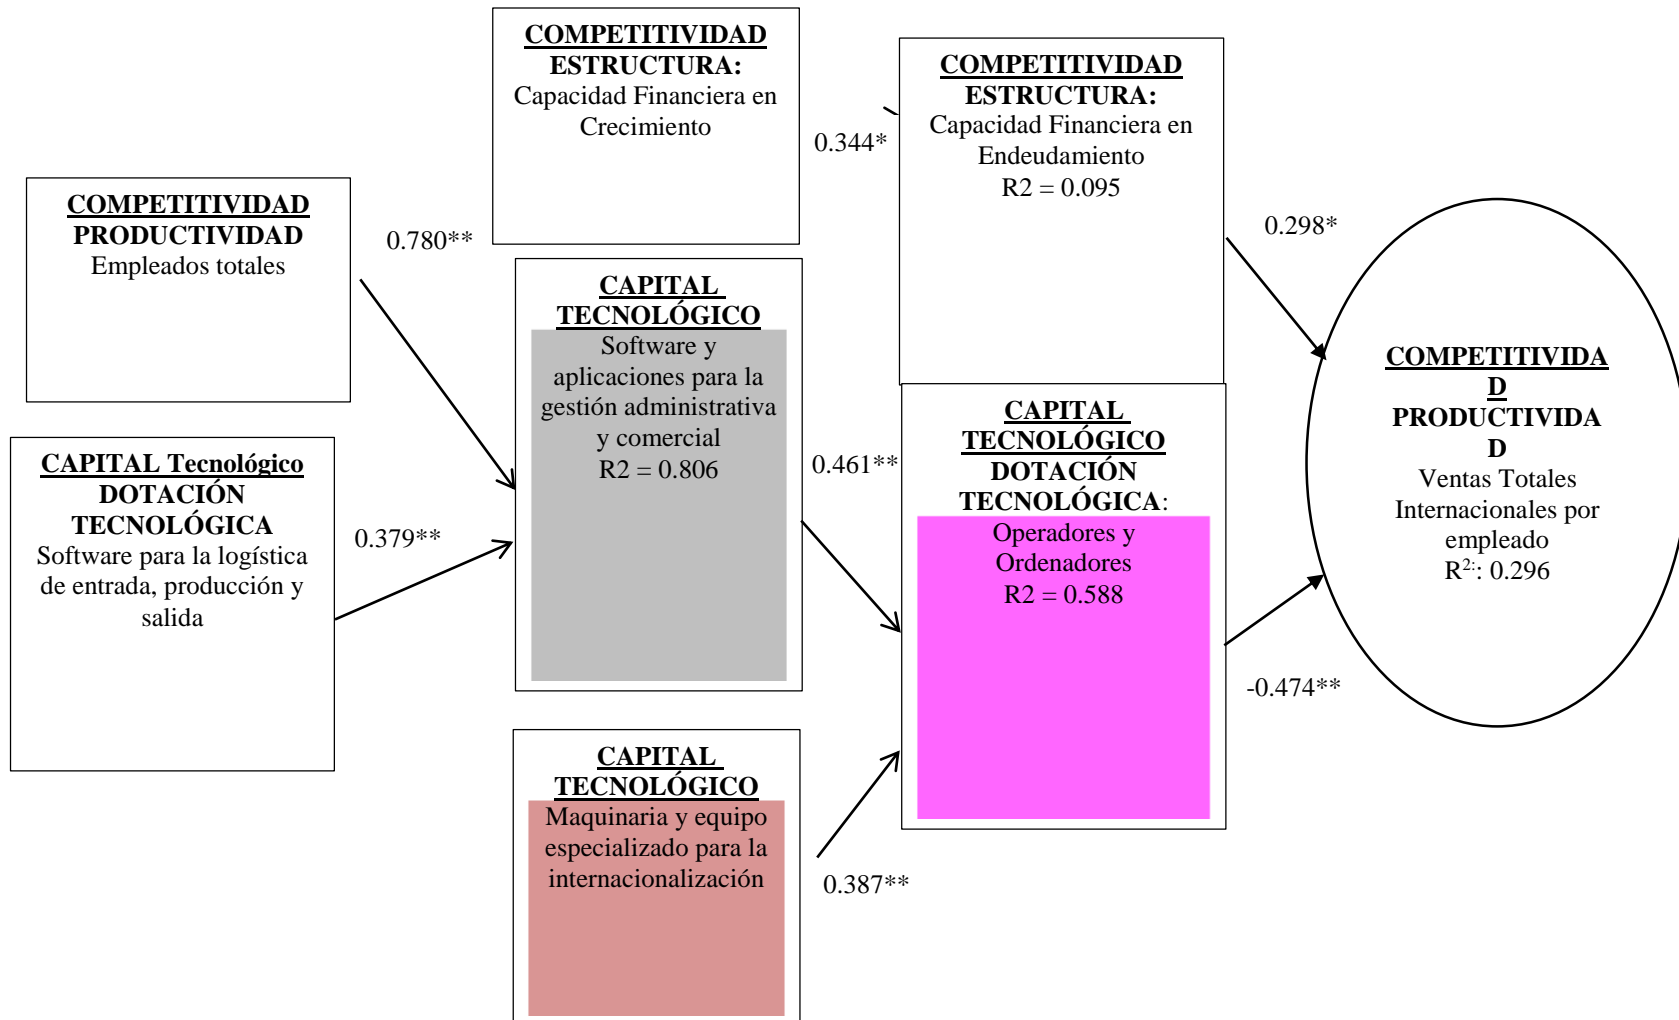 COMPETITIVIDAD
ESTRUCTURA:
Capacidad Financiera en
Crecimiento
0.344*
COMPETITIVIDAD
ESTRUCTURA:
Capacidad Financiera en
Endeudamiento
R2 = 0.095
0.298*
COMPETITIVIDAD
PRODUCTIVIDAD
Empleados totales
0.780**
CAPITAL
TECNOLÓGICO
Software y
aplicaciones para la
gestión administrativa
y comercial
R2 = 0.806
0.461**
CAPITAL Tecnológico
DOTACIÓN
TECNOLÓGICA
Software para la logística
de entrada, producción y
salida
0.379**
CAPITAL
TECNOLÓGICO
DOTACIÓN
TECNOLÓGICA:
Operadores y
Ordenadores
R2 = 0.588
-0.474**
COMPETITIVIDA
D
PRODUCTIVIDA
D
Ventas Totales
Internacionales por
empleado
R²:: 0.296
CAPITAL
TECNOLÓGICO
Maquinaria y equipo
especializado para la
internacionalización
0.387**